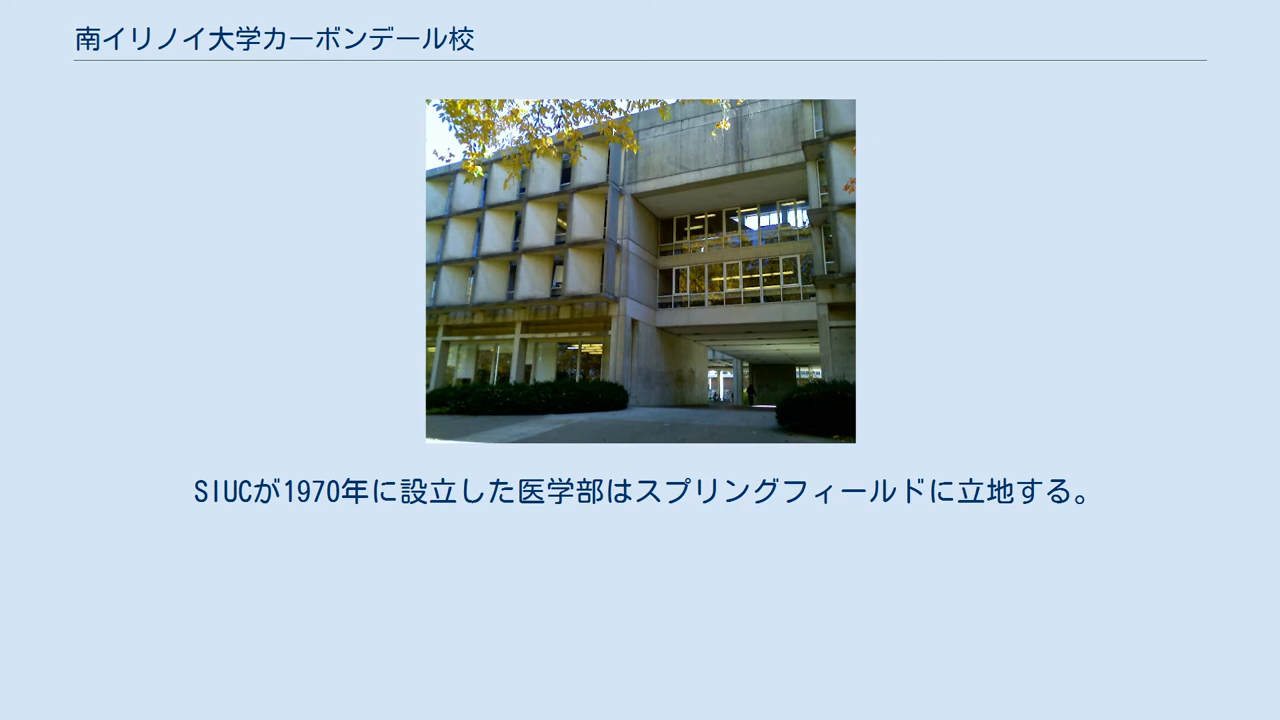 南イリノイ大学カーボンデール校
SIUCが1970年に設立した医学部はスプリングフィールドに立地する。